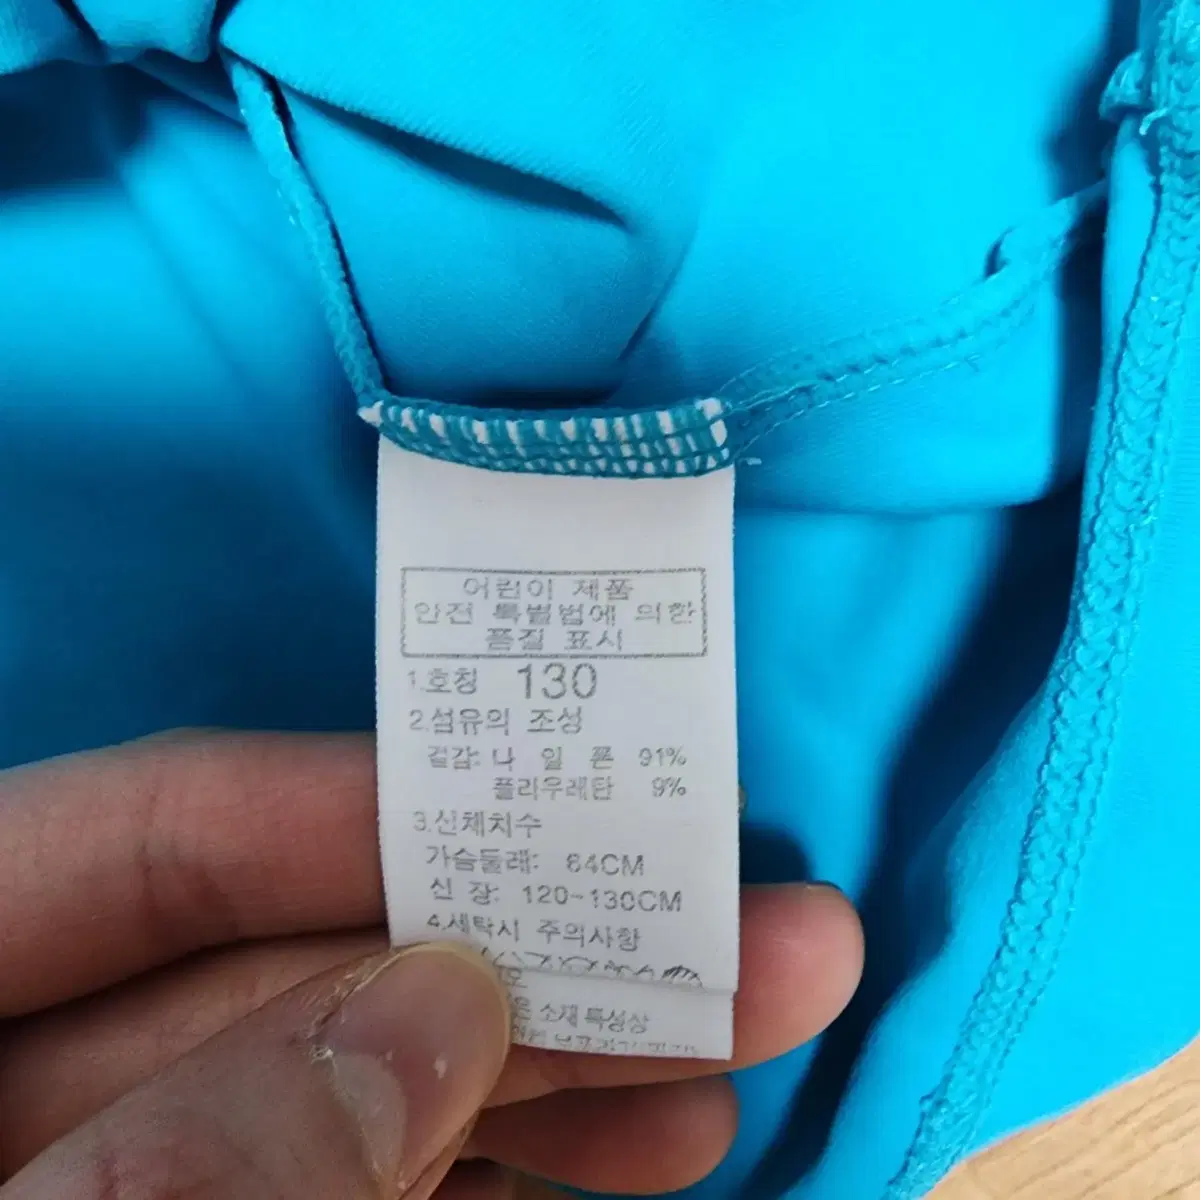 어린이 제품
안전 특별법에 의한
품질 표시
1.호칭 130
2.섬유의 조성
겉감: 나 일 론 91%
폴리우레탄 9%
3.신체치수
가슴둘레: 64CM
신 장: 120~130CM
4.세탁시 주의사항
소재 특성상